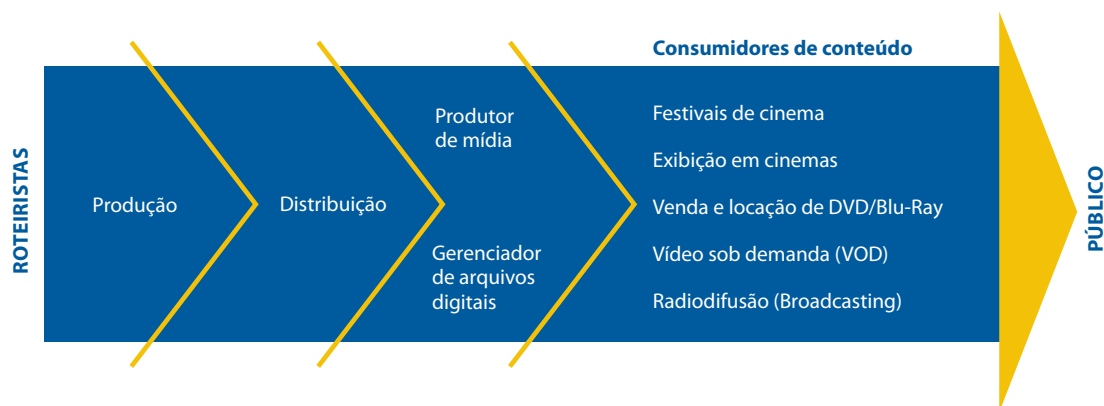 ROTEIRISTAS
Produção
Distribuição
Produtor
de mídia
Gerenciador
de arquivos
digitais
Consumidores de conteúdo
Festivais de cinema
Exibição em cinemas
Venda e locação de DVD/Blu-Ray
Vídeo sob demanda (VOD)
Radiodifusão (Broadcasting)
PÚBLICO